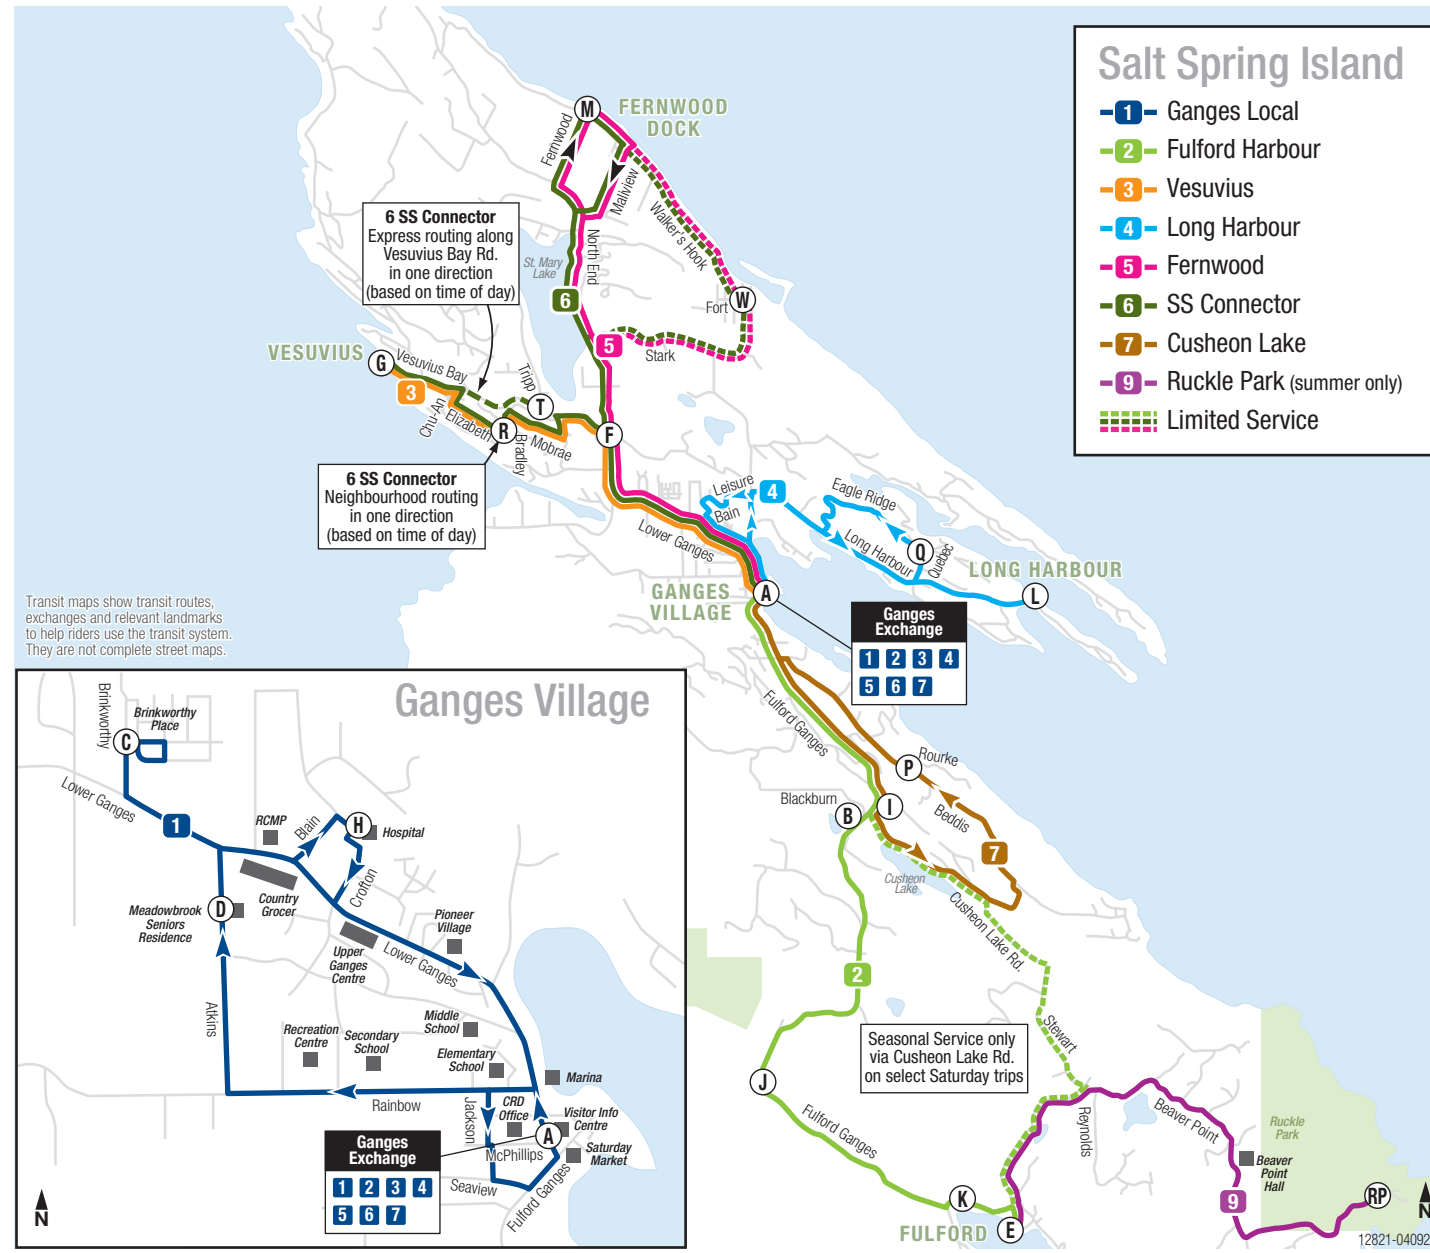 Salt Spring Island
1 Ganges Local
2 Fulford Harbour
3 Vesuvius
4 Long Harbour
5 Fernwood
6 SS Connector
7 Cusheon Lake
9 Ruckle Park (summer only)
Limited Service
M
FERNWOOD
DOCK
Fernwood
Maliview
Walker's Hook
North End
St. Mary
Lake
6 SS Connector
Express routing along
Vesuvius Bay Rd.
in one direction
(based on time of day)
6
Fort
W
5
Stark
VESUVIUS
G
Vesuvius Bay
3
Tripp
T
Chu-An
Elizabeth
R
Bradley
Mobrae
F
6 SS Connector
Neighbourhood routing
in one direction
(based on time of day)
Leisure
4
Bain
Eagle Ridge
Lower Ganges
Long Harbour
Q
Quebec
LONG HARBOUR
L
GANGES
VILLAGE
A
Ganges
Exchange
1 2 3 4
5 6 7
Transit maps show transit routes,
exchanges and relevant landmarks
to help riders use the transit system.
They are not complete street maps.
Fulford Ganges
Rourke
P
Blackburn
B
I
Beddis
7
Cusheon
Lake
Cusheon Lake Rd.
2
Stewart
Seasonal Service only
via Cusheon Lake Rd.
on select Saturday trips
J
Fulford Ganges
Reynolds
Beaver Point
Ruckle
Park
Beaver
Point
Hall
K
FULFORD
E
9
RP
N
12821-04092
Ganges Village
Brinkworthy
Brinkworthy
Place
C
Lower Ganges
1
RCMP
Blain
H
Hospital
Crofton
Country
Grocer
Meadowbrook
Seniors
Residence
D
Pioneer
Village
Upper
Ganges
Centre
Lower Ganges
Atkins
Middle
School
Recreation
Centre
Secondary
School
Elementary
School
Marina
Rainbow
Jackson
CRD
Office
Visitor Info
Centre
A
McPhillips
Saturday
Market
Seaview
Fulford Ganges
Ganges
Exchange
1 2 3 4
5 6 7
N